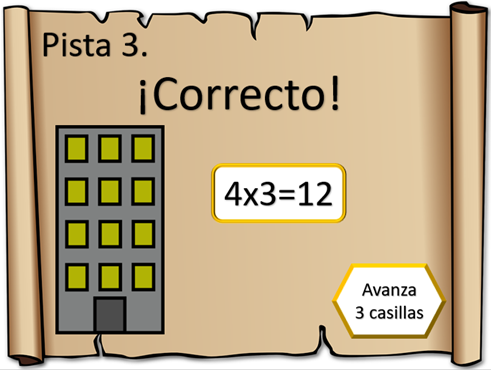 Pista 3.
¡Correcto!
4x3=12
Avanza
3 casillas